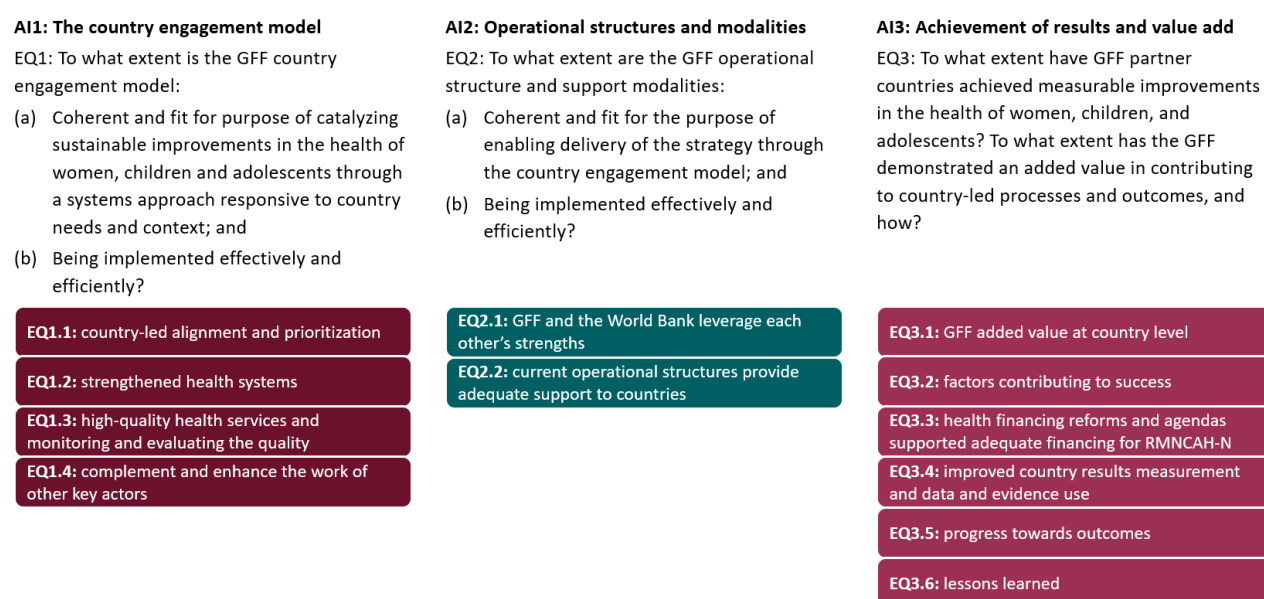 AI1: The country engagement model
EQ1: To what extent is the GFF country
engagement model:
(a) Coherent and fit for purpose of catalyzing
sustainable improvements in the health of
women, children and adolescents through
a systems approach responsive to country
needs and context; and
(b) Being implemented effectively and
efficiently?
EQ1.1: country-led alignment and prioritization
EQ1.2: strengthened health systems
EQ1.3: high-quality health services and
monitoring and evaluating the quality
EQ1.4: complement and enhance the work of
other key actors
AI2: Operational structures and modalities
EQ2: To what extent are the GFF operational
structure and support modalities:
(a) Coherent and fit for the purpose of
enabling delivery of the strategy through
the country engagement model; and
(b) Being implemented effectively and
efficiently?
EQ2.1: GFF and the World Bank leverage each
other’s strengths
EQ2.2: current operational structures provide
adequate support to countries
AI3: Achievement of results and value add
EQ3: To what extent have GFF partner
countries achieved measurable improvements
in the health of women, children, and
adolescents? To what extent has the GFF
demonstrated an added value in contributing
to country-led processes and outcomes, and
how?
EQ3.1: GFF added value at country level
EQ3.2: factors contributing to success
EQ3.3: health financing reforms and agendas
supported adequate financing for RMNCAH-N
EQ3.4: improved country results measurement
and data and evidence use
EQ3.5: progress towards outcomes
EQ3.6: lessons learned